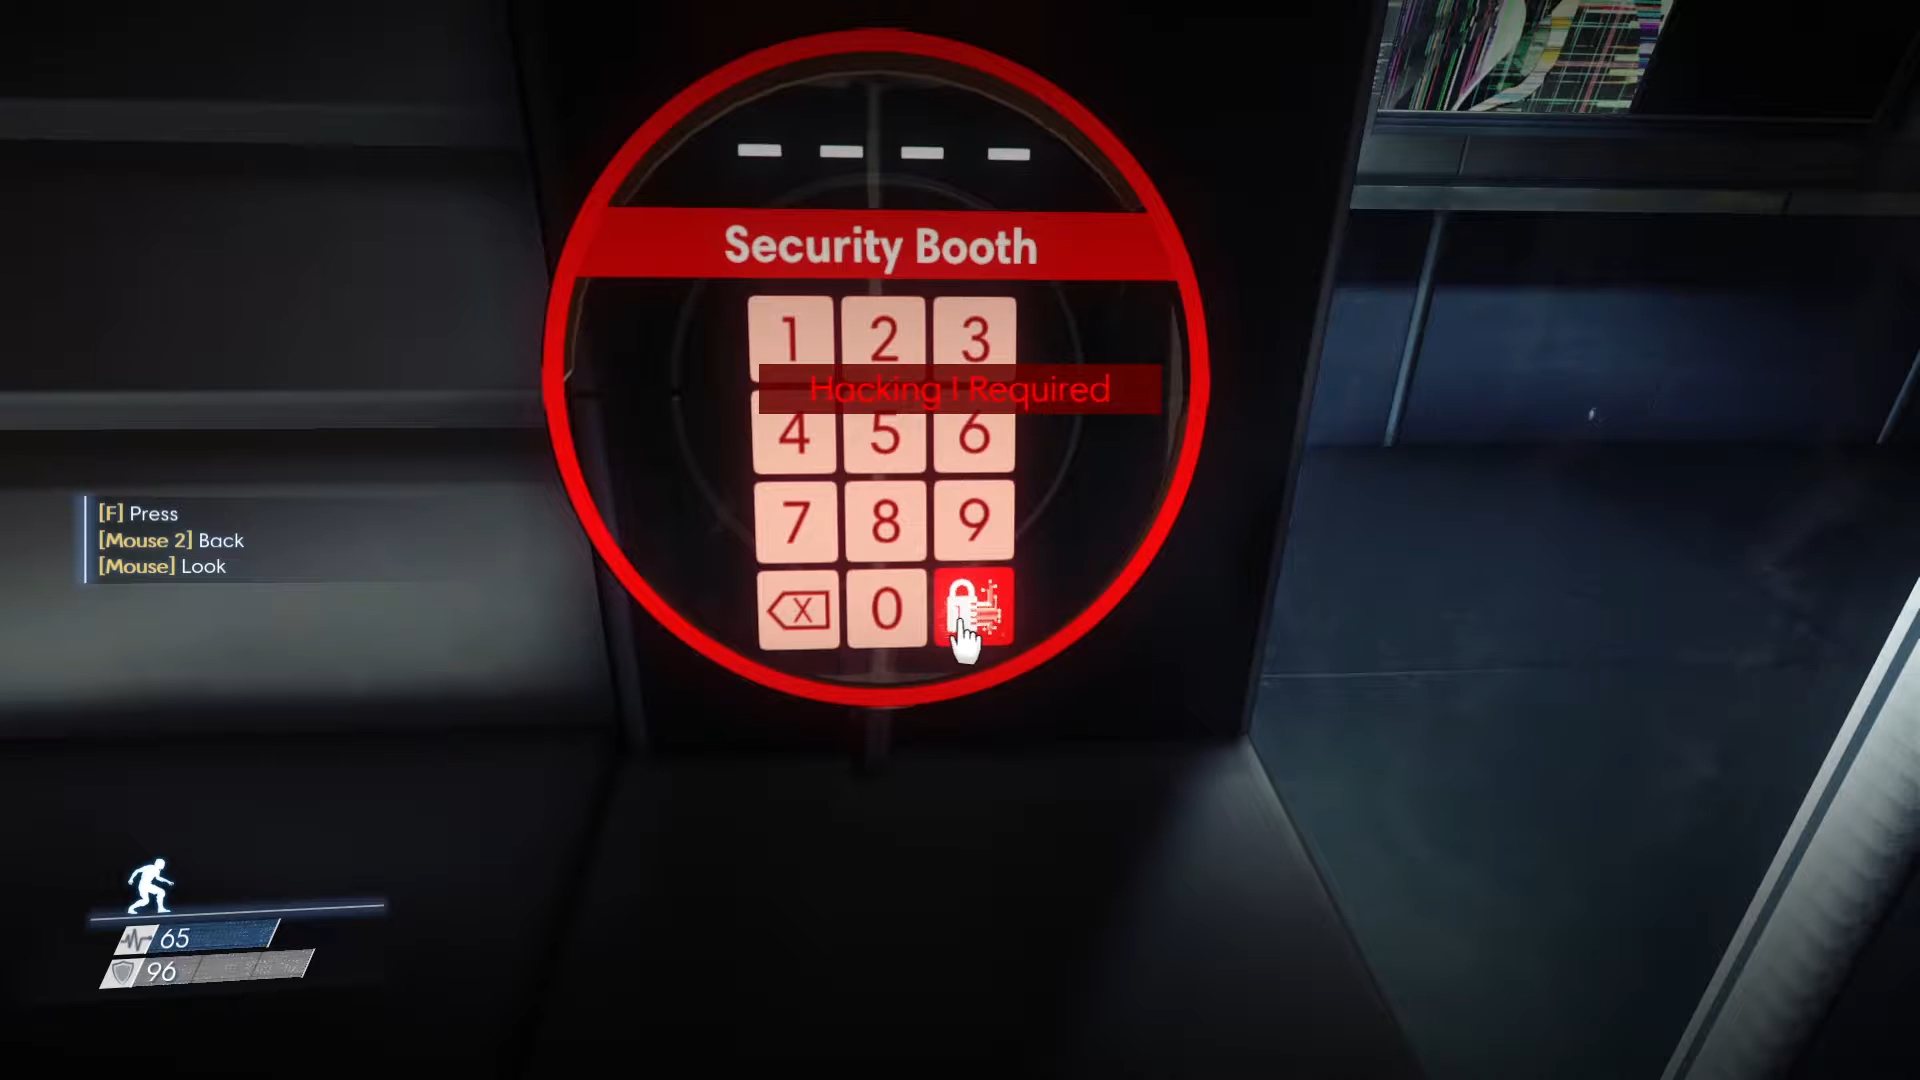 Security Booth
1 2 3
Hacking I Required
4 5 6
7 8 9
X 0
[F] Press
[Mouse 2] Back
[Mouse] Look
65
96